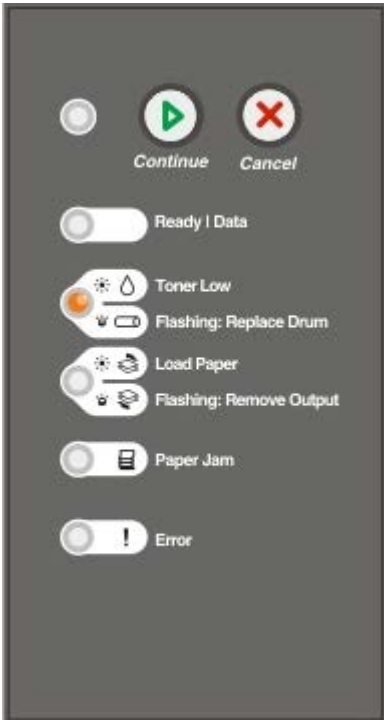 Continue Cancel
Ready | Data
Toner Low
Flashing: Replace Drum
Load Paper
Flashing: Remove Output
Paper Jam
! Error